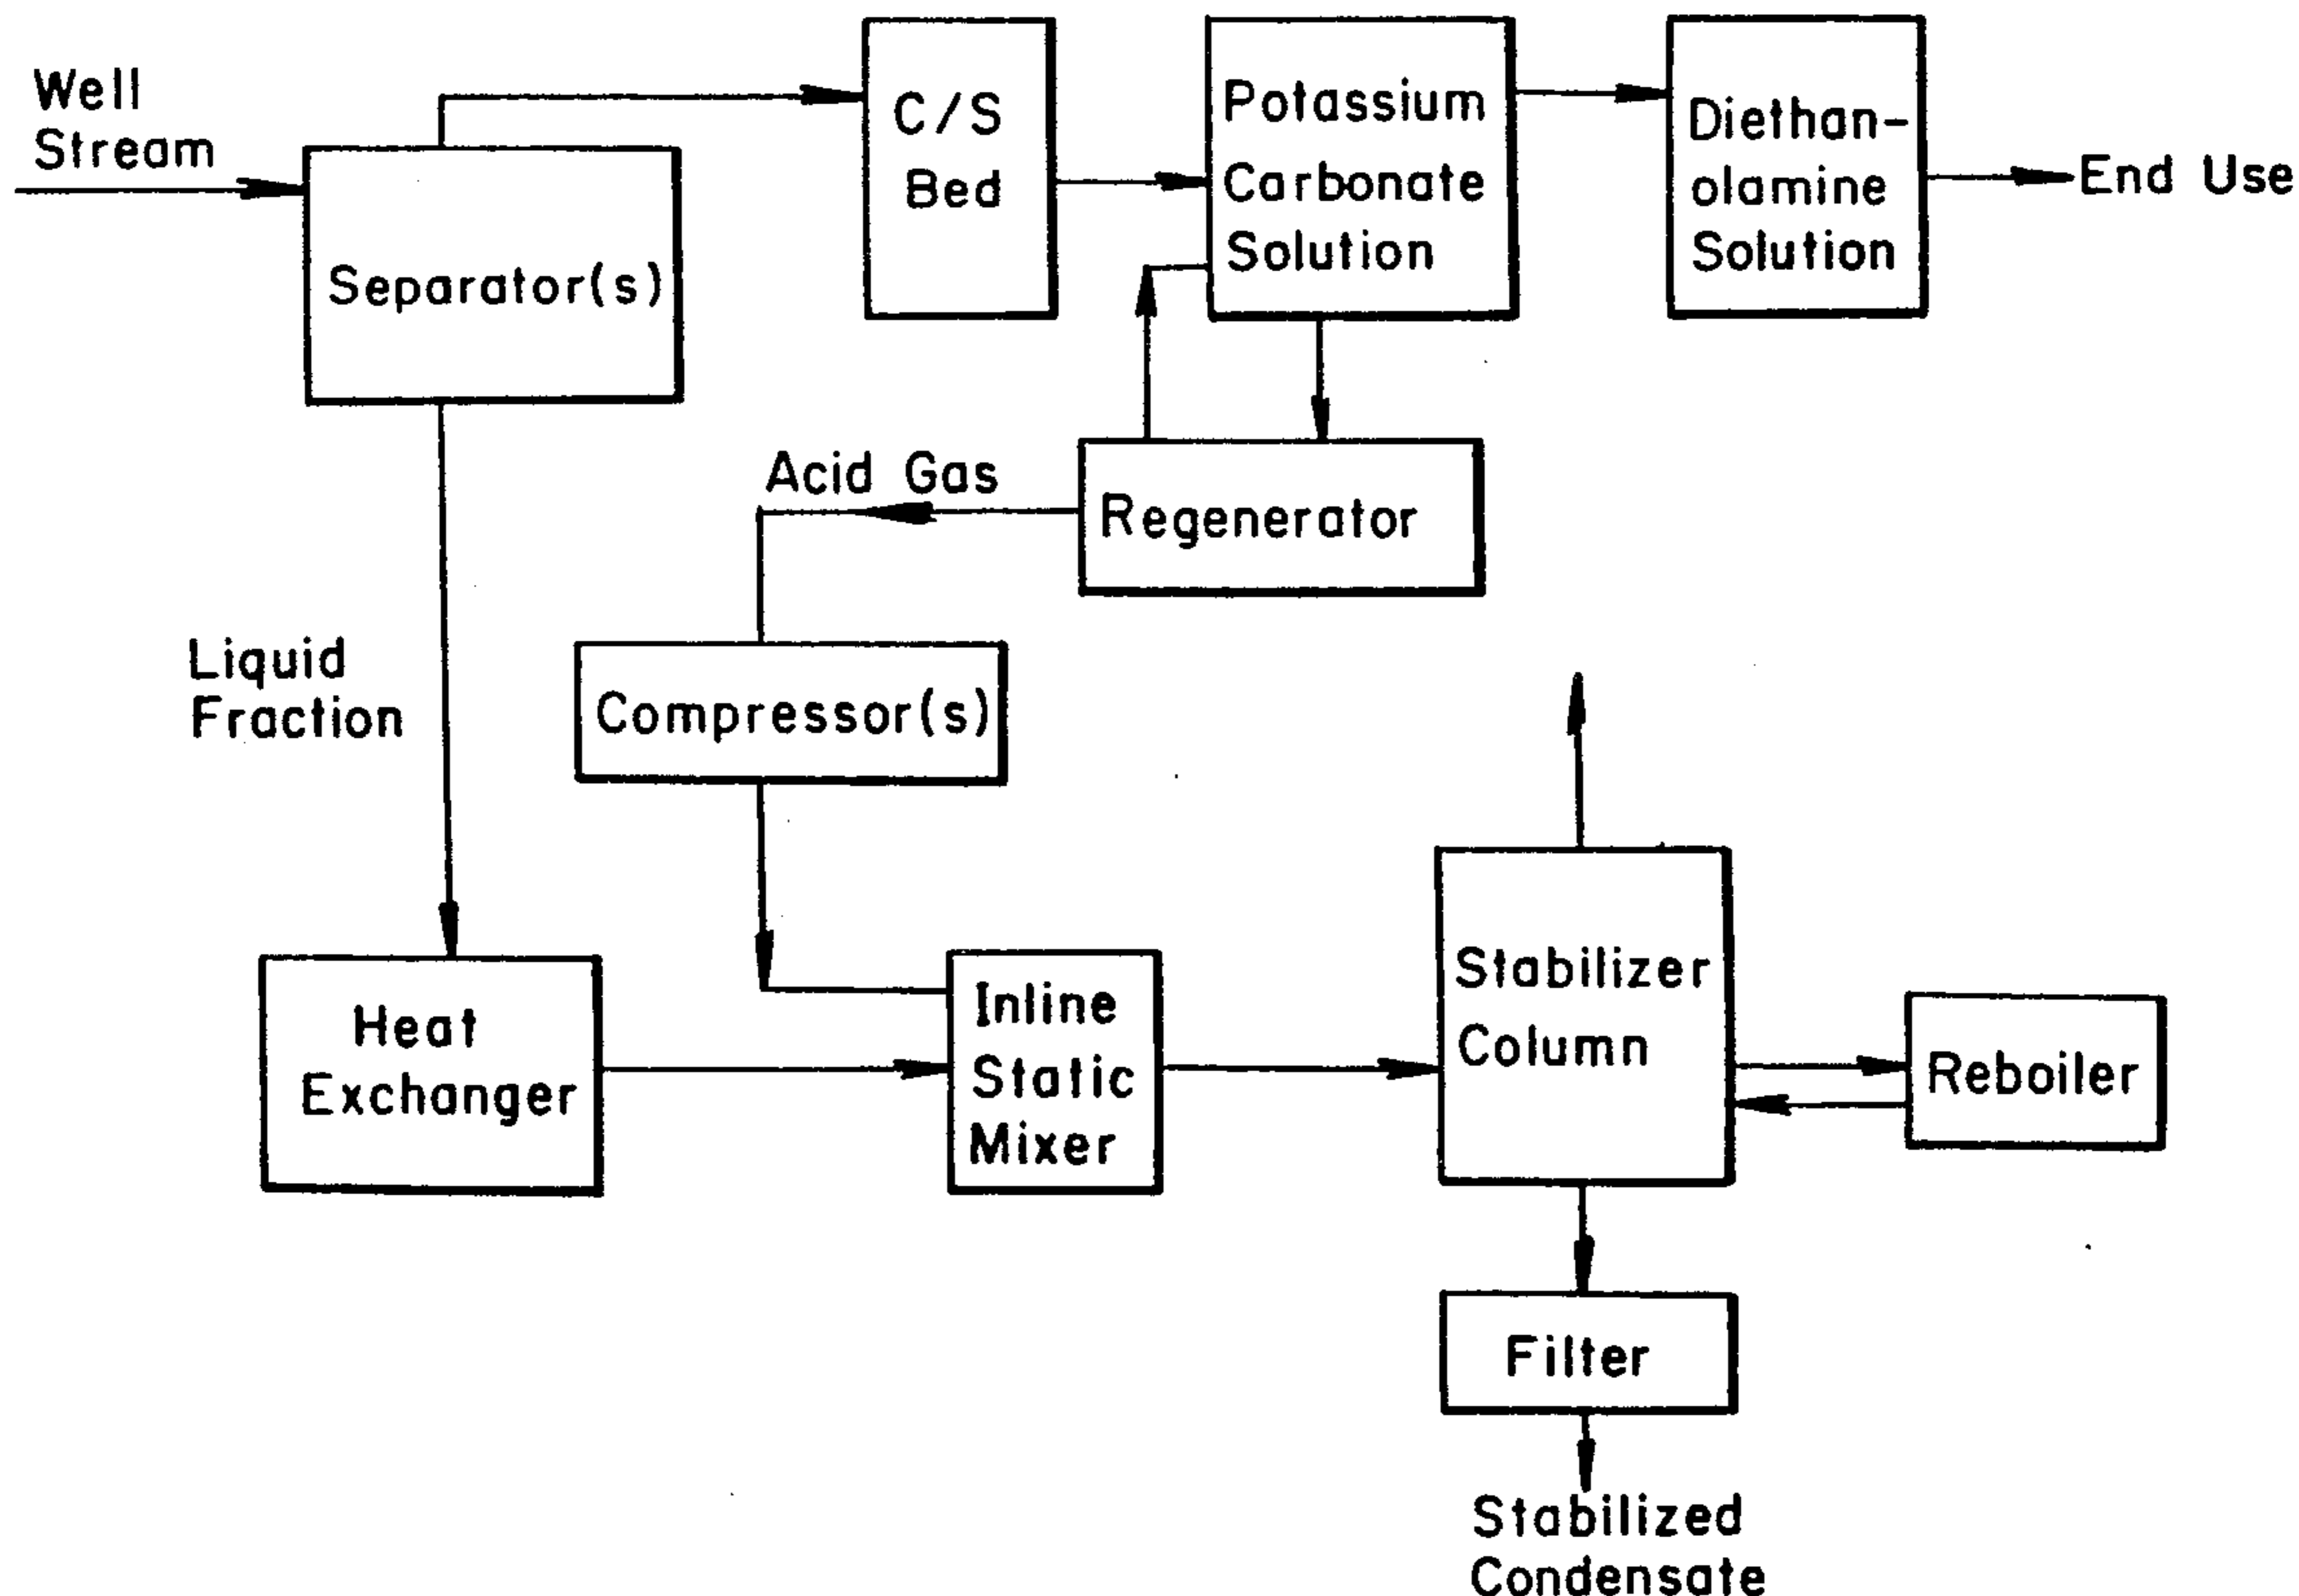 Well
Stream
Separator(s)
C/S
Bed
Potassium
Carbonate
Solution
Diethan-
olamine
Solution
End Use
Acid Gas
Regenerator
Liquid
Fraction
Compressor(s)
Heat
Exchanger
Inline
Static
Mixer
Stabilizer
Column
Reboiler
Filter
Stabilized
Condensate